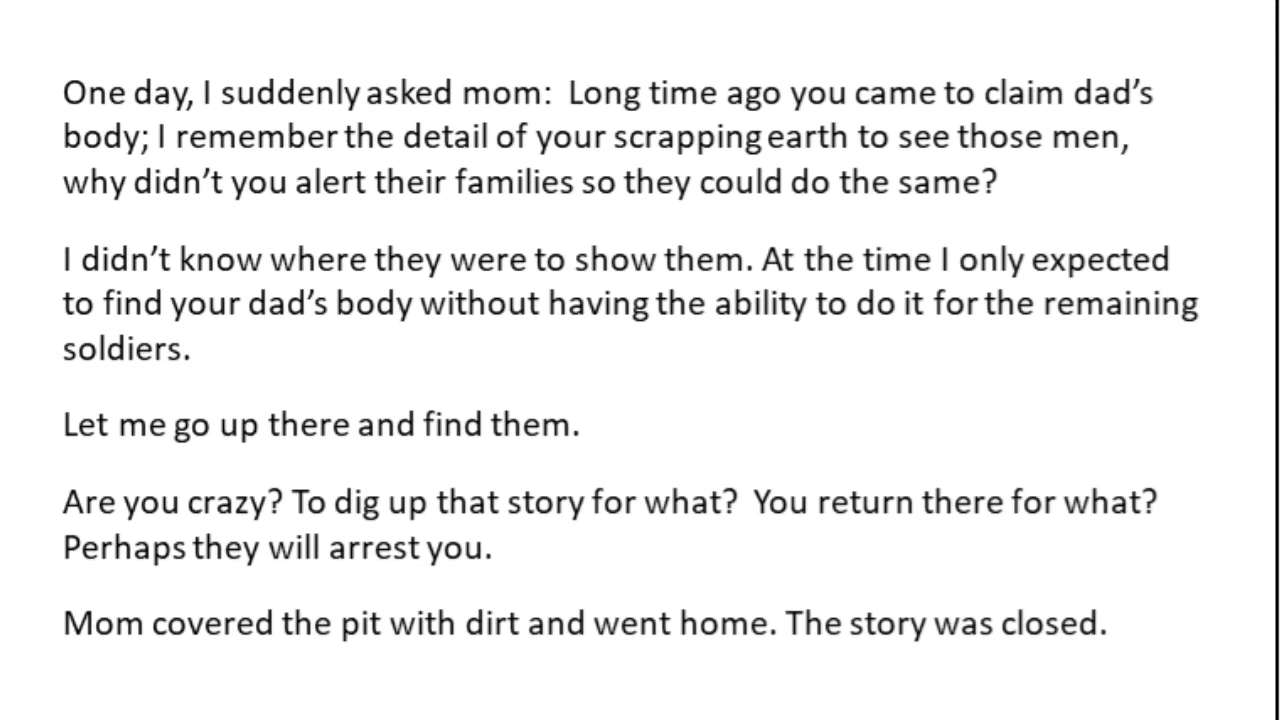 One day, I suddenly asked mom:  Long time ago you came to claim dad’s
body; I remember the detail of your scrapping earth to see those men,
why didn’t you alert their families so they could do the same?
I didn’t know where they were to show them. At the time I only expected
to find your dad’s body without having the ability to do it for the remaining
soldiers.
Let me go up there and find them.
Are you crazy? To dig up that story for what?  You return there for what?
Perhaps they will arrest you.
Mom covered the pit with dirt and went home. The story was closed.